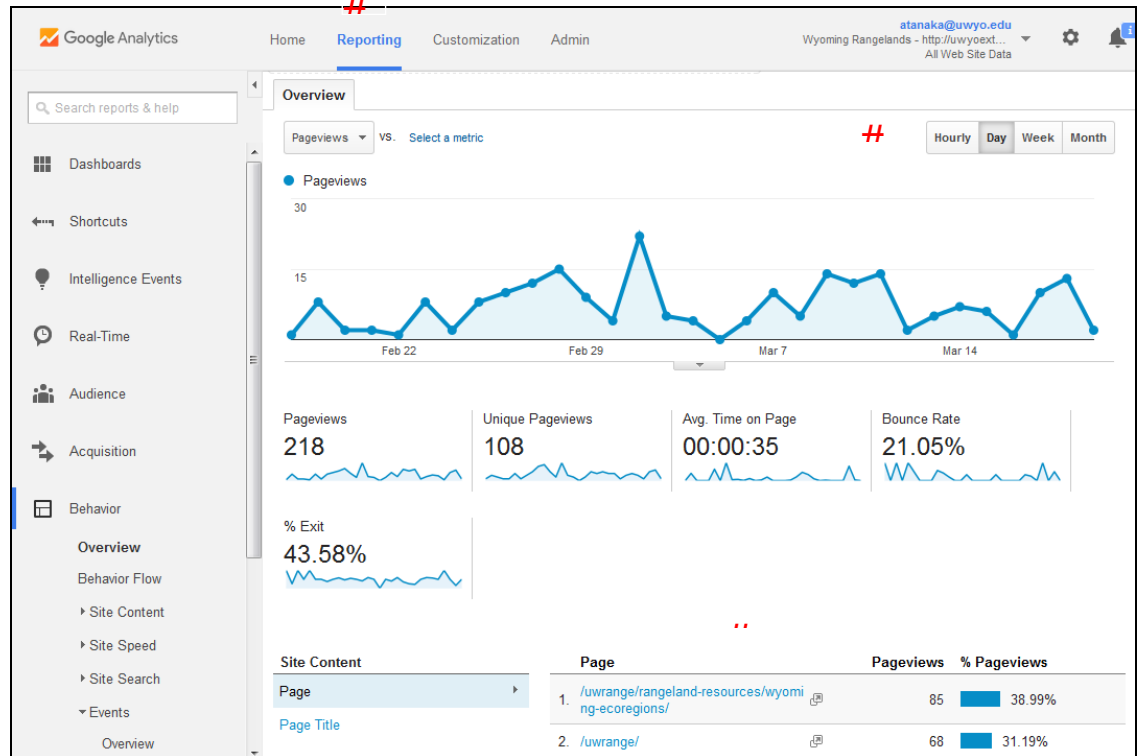 #
Google Analytics
Home Reporting Customization Admin
atanaka@uwyo.edu
Wyoming Rangelands - http://uwyoext...
All Web Site Data
i
Search reports & help
Dashboards
Shortcuts
Intelligence Events
Real-Time
Audience
Acquisition
Behavior
Overview
Behavior Flow
Site Content
Site Speed
Site Search
Events
Overview
Overview
Pageviews VS. Select a metric
#
Hourly Day Week Month
Pageviews
30
15
Feb 22 Feb 29 Mar 7 Mar 14
Pageviews Unique Pageviews Avg. Time on Page Bounce Rate
218 108 00:00:35 21.05%
% Exit
43.58%
Site Content
Page
Page Title
Page Pageviews % Pageviews
1. /uwrange/rangeland-resources/wyomi
ng-ecoregions/ 85 38.99%
2. /uwrange/ 68 31.19%